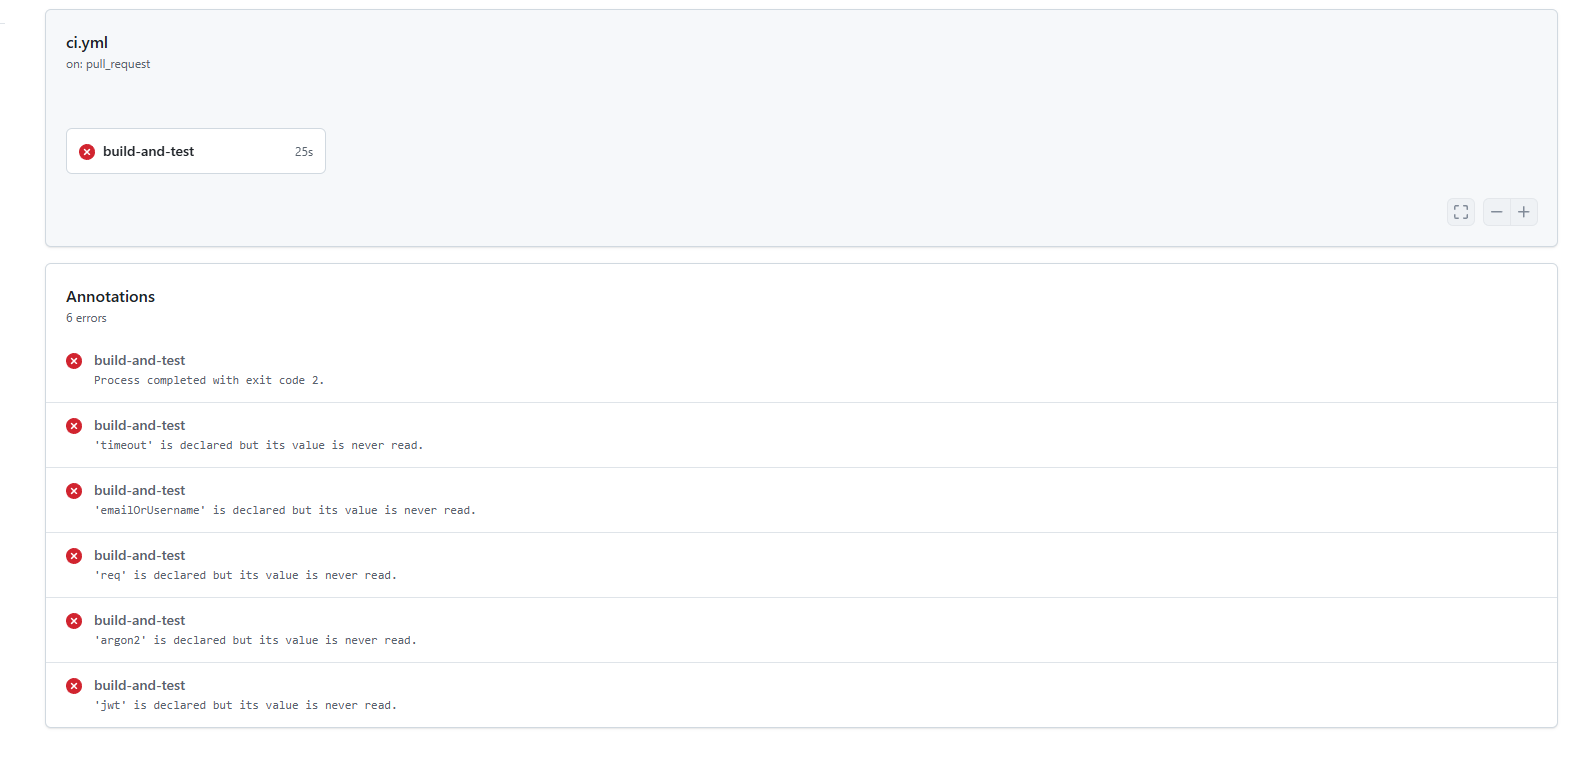 ci.yml
on: pull_request
build-and-test 25s
Annotations
6 errors
build-and-test
Process completed with exit code 2.
build-and-test
'timeout' is declared but its value is never read.
build-and-test
'emailOrUsername' is declared but its value is never read.
build-and-test
'req' is declared but its value is never read.
build-and-test
'argon2' is declared but its value is never read.
build-and-test
'jwt' is declared but its value is never read.